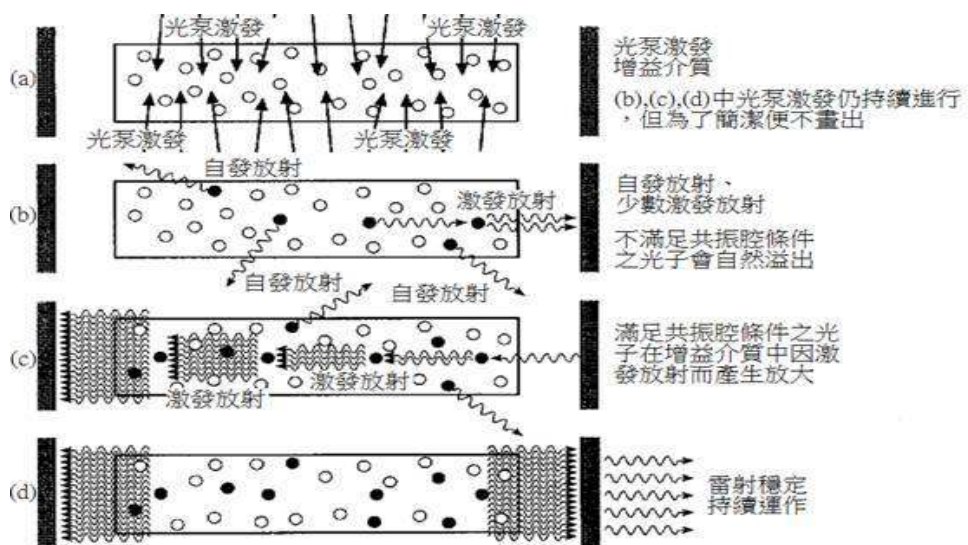 光泵激發
光泵激發
(a)
光泵激發
光泵激發
光泵激發
增益介質
(b),(c),(d)中光泵激發仍持續進行
，但為了簡潔便不畫出
自發放射
(b)
激發放射
自發放射
自發放射、
少數激發放射
不滿足共振腔條件
之光子會自然溢出
自發放射
(c)
激發放射
激發放射
滿足共振腔條件之光
子在增益介質中因激
發放射而產生放大
(d)
雷射穩定
持續運作